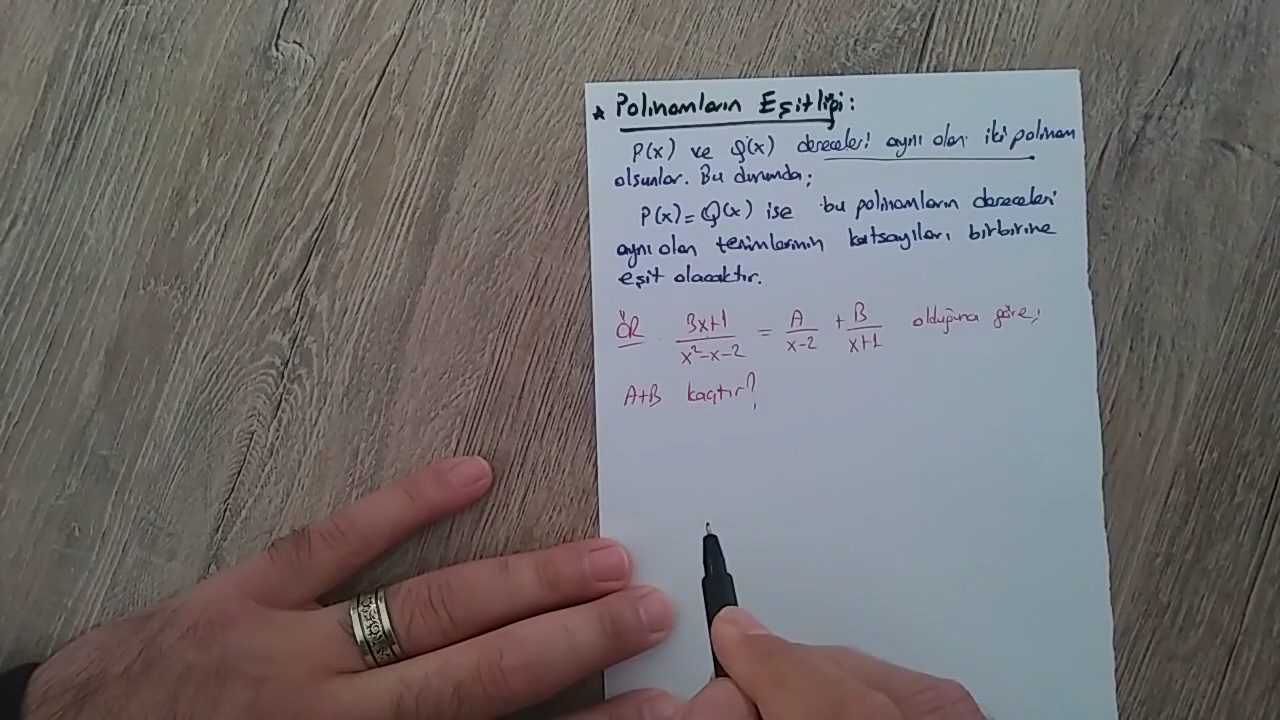 ★ Polinomların Eşitliği:
P(x) ve Q(x) dereceleri aynı olan iki polinom
olsunlar. Bu durumda;
P(x)=Q(x) ise bu polinomların dereceleri
aynı olan terimlerinin katsayıları birbirine
eşit olacaktır.
ÖR. 3x+1/x²-x-2 = A/x-2 + B/x+1 olduğuna göre;
A+B kaçtır?